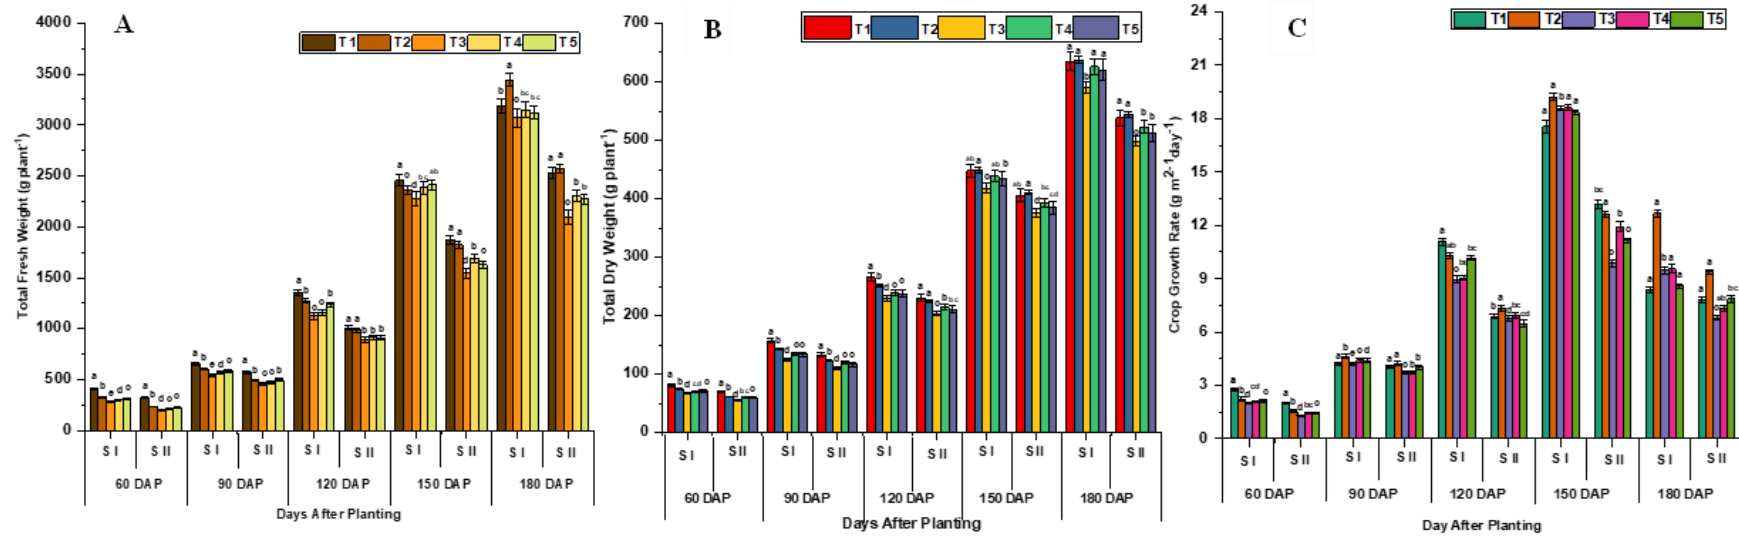 A
T1 T2 T3 T4 T5
Total Fresh Weight (g plant-1)
4000
3500
3000
2500
2000
1500
1000
500
0
S I S II S I S II S I S II S I S II S I S II
60 DAP 90 DAP 120 DAP 150 DAP 180 DAP
Days After Planting
B
T1 T2 T3 T4 T5
Total Dry Weight (g plant-1)
700
600
500
400
300
200
100
0
S I S II S I S II S I S II S I S II S I S II
60 DAP 90 DAP 120 DAP 150 DAP 180 DAP
Days After Planting
C
T1 T2 T3 T4 T5
Crop Growth Rate (g m2-1day-1)
24
21
18
15
12
9
6
3
0
S I S II S I S II S I S II S I S II S I S II
60 DAP 90 DAP 120 DAP 150 DAP 180 DAP
Day After Planting